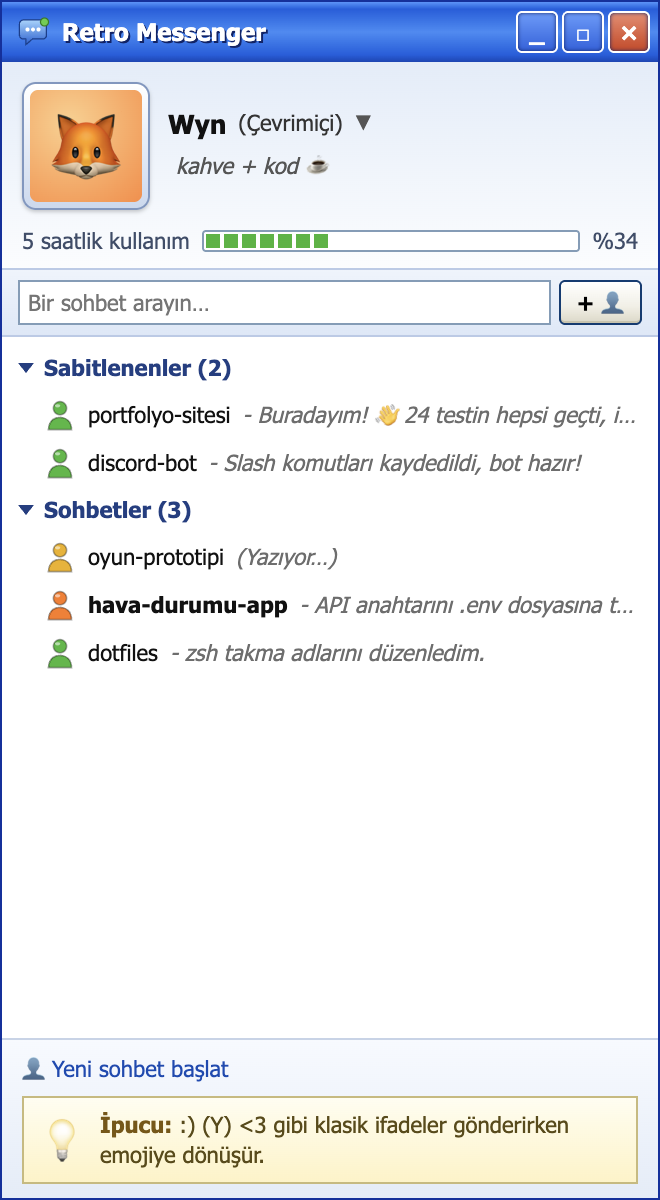 Retro Messenger
Wyn (Çevrimiçi) ▼
kahve + kod ☕
5 saatlik kullanım %34
Bir sohbet arayın...
+
Sabitlenenler (2)
portfolyo-sitesi - Buradayım! 👋 24 testin hepsi geçti, i...
discord-bot - Slash komutları kaydedildi, bot hazır!
Sohbetler (3)
oyun-prototipi (Yazıyor...)
hava-durumu-app - API anahtarını .env dosyasına t...
dotfiles - zsh takma adlarını düzenledim.
Yeni sohbet başlat
İpucu: :) (Y) <3 gibi klasik ifadeler gönderirken
emojiye dönüşür.